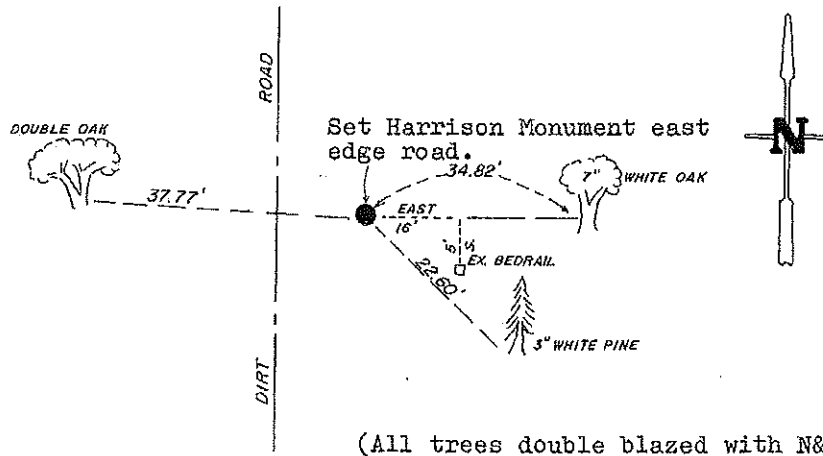 ROAD
DOUBLE OAK
Set Harrison Monument east
edge road.
34.82'
7" WHITE OAK
37.77'
EAST
16'
5' S.
EX. BEDRAIL
22.60'
3" WHITE PINE
DIRT
N
(All trees double blazed with N&